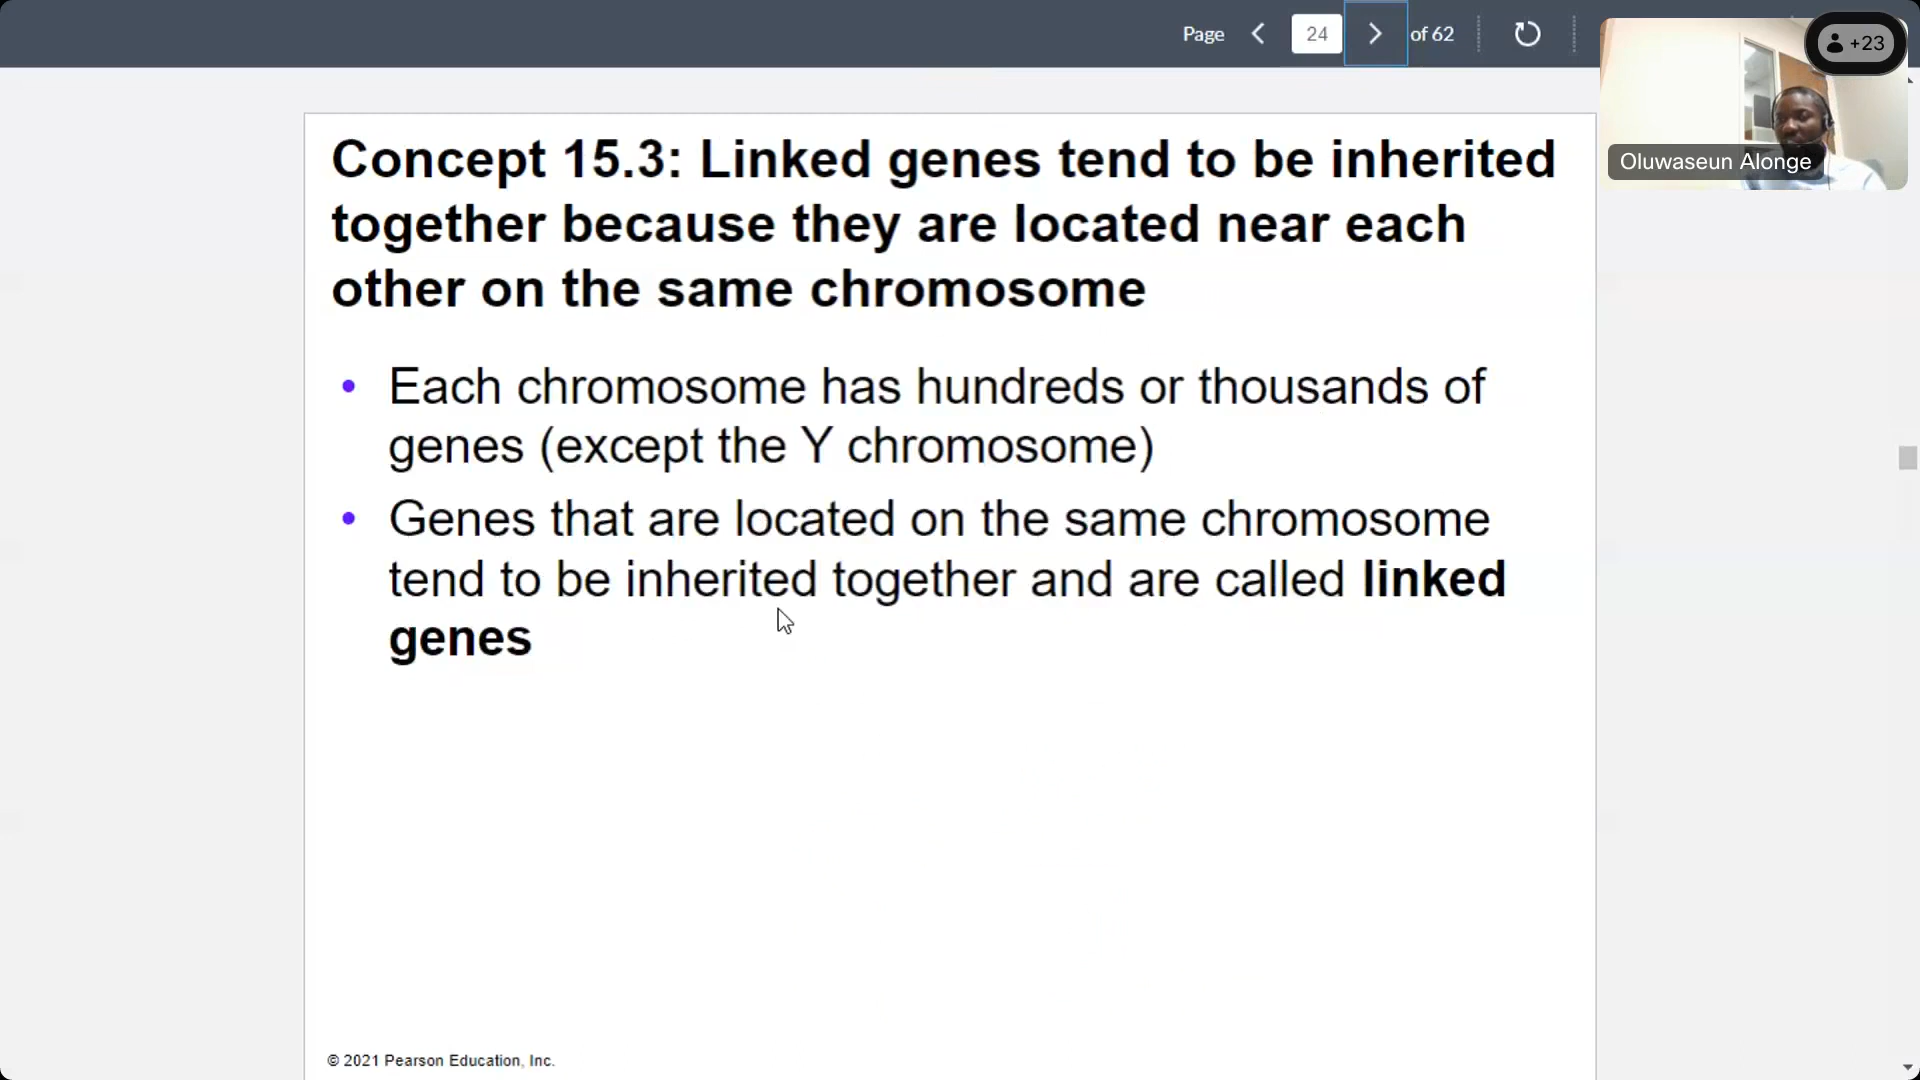 Page 24 of 62
+23
Oluwaseun Alonge
Concept 15.3: Linked genes tend to be inherited
together because they are located near each
other on the same chromosome
• Each chromosome has hundreds or thousands of
genes (except the Y chromosome)
• Genes that are located on the same chromosome
tend to be inherited together and are called linked
genes
© 2021 Pearson Education, Inc.